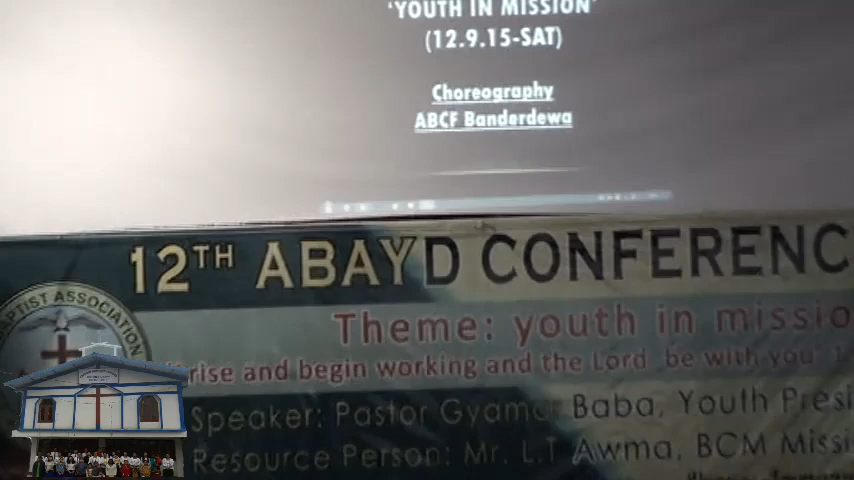 'YOUTH IN MISSION'
(12.9.15-SAT)
Choreography
ABCF Banderdewa
12TH ABAYD CONFERENC
BAPTIST ASSOCIATION
Theme: youth in missio
rise and begin working and the Lord be with you
Speaker: Pastor Gyamar Baba, Youth Presi
Resource Person: Mr. L.T Awma, BCM Missi